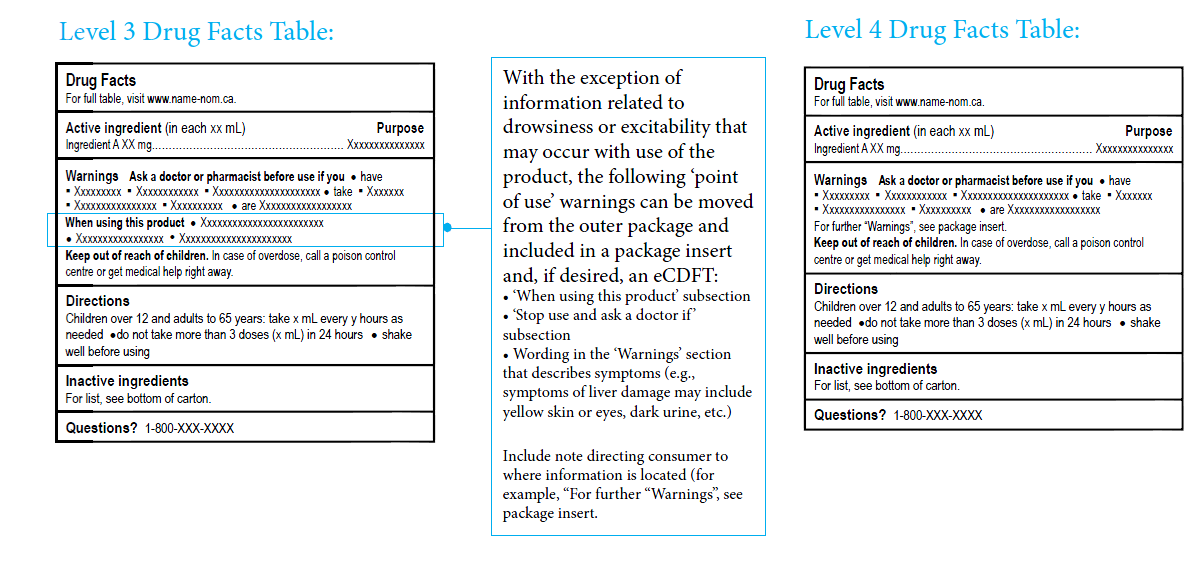 Level 3 Drug Facts Table:
Drug Facts
For full table, visit www.name-nom.ca.
Active ingredient (in each xx mL) Purpose
Ingredient A XX mg................................................................ Xxxxxxxxxxxxxxx
Warnings Ask a doctor or pharmacist before use if you ● have
▪ Xxxxxxxxx ▪ Xxxxxxxxxxxx ▪ Xxxxxxxxxxxxxxxxxxxxx ● take ▪ Xxxxxxx
▪ Xxxxxxxxxxxxxxxx ▪ Xxxxxxxxxx ● are Xxxxxxxxxxxxxxxxxx
When using this product ● Xxxxxxxxxxxxxxxxxxxxxxxx
● Xxxxxxxxxxxxxxxxx ▪ Xxxxxxxxxxxxxxxxxxxxxx
Keep out of reach of children. In case of overdose, call a poison control
centre or get medical help right away.
Directions
Children over 12 and adults to 65 years: take x mL every y hours as
needed ●do not take more than 3 doses (x mL) in 24 hours ● shake
well before using
Inactive ingredients
For list, see bottom of carton.
Questions? 1-800-XXX-XXXX
With the exception of
information related to
drowsiness or excitability that
may occur with use of the
product, the following ‘point
of use’ warnings can be moved
from the outer package and
included in a package insert
and, if desired, an eCDFT:
• ‘When using this product’ subsection
• ‘Stop use and ask a doctor if’
subsection
• Wording in the ‘Warnings’ section
that describes symptoms (e.g.,
symptoms of liver damage may include
yellow skin or eyes, dark urine, etc.)
Include note directing consumer to
where information is located (for
example, “For further “Warnings”, see
package insert.
Level 4 Drug Facts Table:
Drug Facts
For full table, visit www.name-nom.ca.
Active ingredient (in each xx mL) Purpose
Ingredient A XX mg................................................................ Xxxxxxxxxxxxxxx
Warnings Ask a doctor or pharmacist before use if you ● have
▪ Xxxxxxxxx ▪ Xxxxxxxxxxxx ▪ Xxxxxxxxxxxxxxxxxxxxx ● take ▪ Xxxxxxx
▪ Xxxxxxxxxxxxxxxx ▪ Xxxxxxxxxx ● are Xxxxxxxxxxxxxxxxxx
For further “Warnings”, see package insert.
Keep out of reach of children. In case of overdose, call a poison control
centre or get medical help right away.
Directions
Children over 12 and adults to 65 years: take x mL every y hours as
needed ●do not take more than 3 doses (x mL) in 24 hours ● shake
well before using
Inactive ingredients
For list, see bottom of carton.
Questions? 1-800-XXX-XXXX